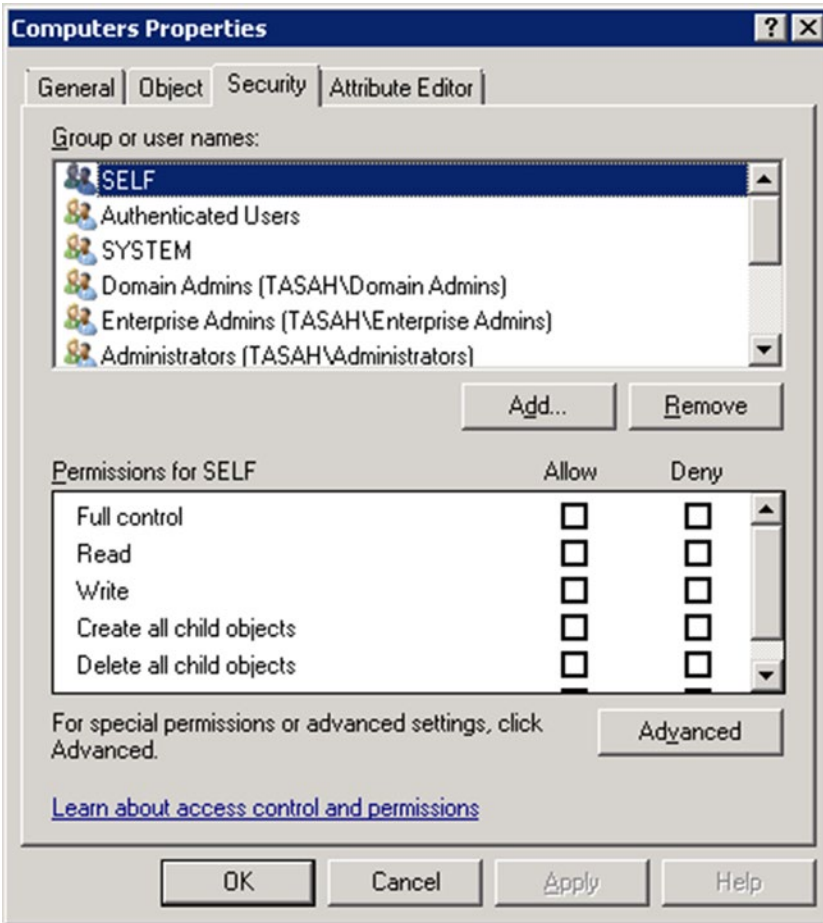 Computers Properties
General Object Security Attribute Editor
Group or user names:
SELF
Authenticated Users
SYSTEM
Domain Admins (TASAH\Domain Admins)
Enterprise Admins (TASAH\Enterprise Admins)
Administrators (TASAH\Administrators)
Add... Remove
Permissions for SELF Allow Deny
Full control
Read
Write
Create all child objects
Delete all child objects
For special permissions or advanced settings, click
Advanced.
Advanced
Learn about access control and permissions
OK Cancel Apply Help